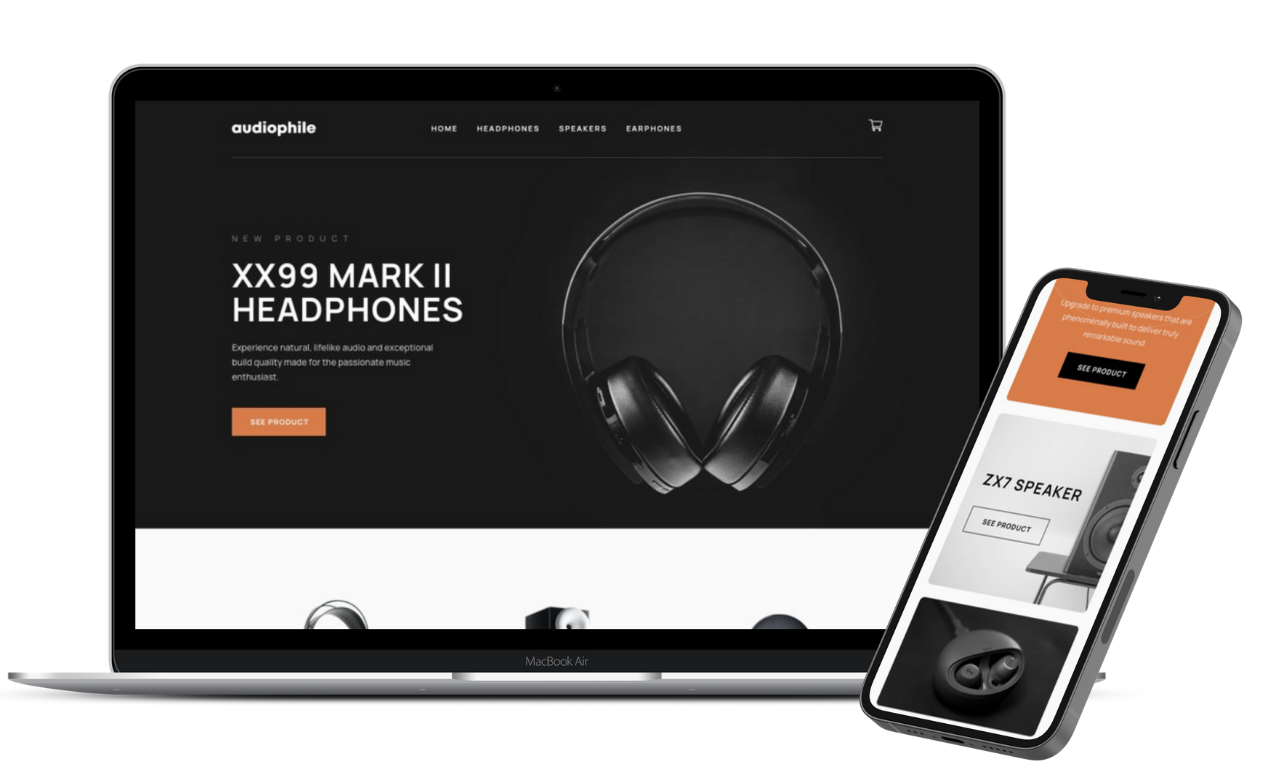 audiophile
HOME HEADPHONES SPEAKERS EARPHONES
NEW PRODUCT
XX99 MARK II
HEADPHONES
Experience natural, lifelike audio and exceptional
build quality made for the passionate music
enthusiast.
SEE PRODUCT
MacBook Air
Upgrade to premium speakers that are
phenomenally built to deliver truly
remarkable sound.
SEE PRODUCT
ZX7 SPEAKER
SEE PRODUCT